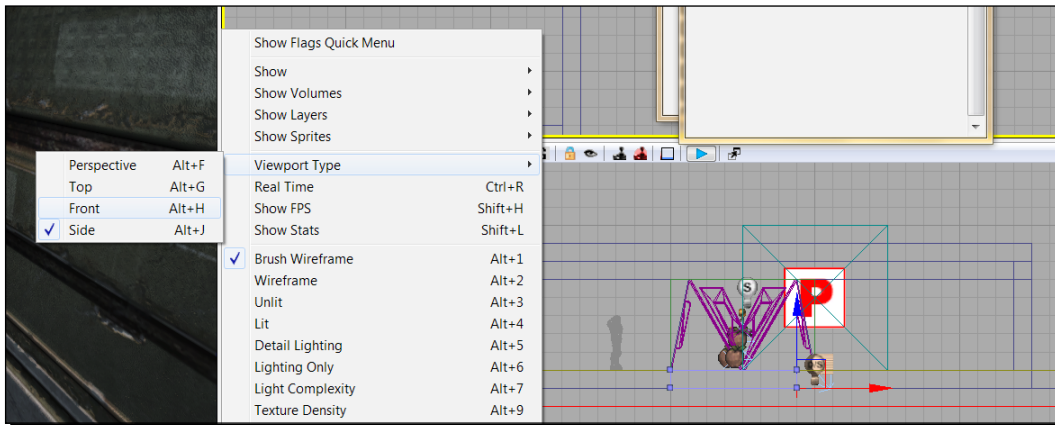 Show Flags Quick Menu
Show
Show Volumes
Show Layers
Show Sprites
Viewport Type
Real Time Ctrl+R
Show FPS Shift+H
Show Stats Shift+L
Brush Wireframe Alt+1
Wireframe Alt+2
Unlit Alt+3
Lit Alt+4
Detail Lighting Alt+5
Lighting Only Alt+6
Light Complexity Alt+7
Texture Density Alt+9
Perspective Alt+F
Top Alt+G
Front Alt+H
Side Alt+J
S
P